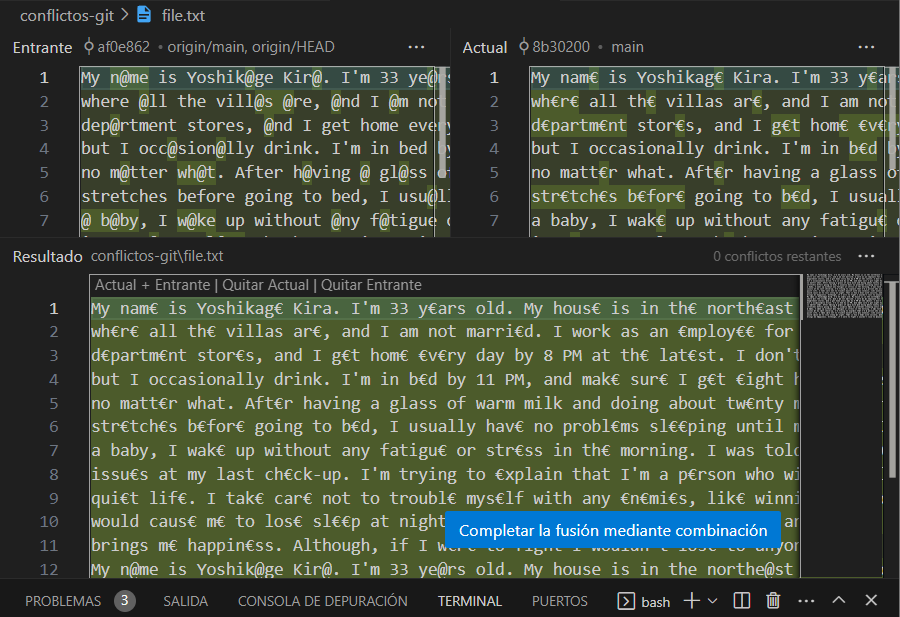 conflictos-git > file.txt
Entrante af0e862 • origin/main, origin/HEAD ...
1 My n@me is Yoshik@ge Kir@. I'm 33 ye@rs
2 where @ll the vill@s @re, @nd I @m not
3 dep@rtment stores, @nd I get home every
4 but I occ@sion@lly drink. I'm in bed by
5 no m@tter wh@t. After h@ving @ gl@ss of
6 stretches before going to bed, I usu@ll
7 @ b@by, I w@ke up without @ny f@tigue
Actual 8b30200 • main ...
1 My nam€ is Yoshikag€ Kira. I'm 33 y€ars
2 wh€r€ all th€ villas ar€, and I am not
3 d€partm€nt stor€s, and I g€t hom€ €v€ry
4 but I occasionally drink. I'm in b€d by
5 no matt€r what. Aft€r having a glass of
6 str€tch€s b€for€ going to b€d, I usual
7 a baby, I wak€ up without any fatigu€
Resultado conflictos-git\file.txt 0 conflictos restantes ...
Actual + Entrante | Quitar Actual | Quitar Entrante
1 My nam€ is Yoshikag€ Kira. I'm 33 y€ars old. My hous€ is in th€ north€ast
2 wh€r€ all th€ villas ar€, and I am not marri€d. I work as an €mploy€€ for
3 d€partm€nt stor€s, and I g€t hom€ €v€ry day by 8 PM at th€ lat€st. I don't
4 but I occasionally drink. I'm in b€d by 11 PM, and mak€ sur€ I g€t €ight h
5 no matt€r what. Aft€r having a glass of warm milk and doing about tw€nty m
6 str€tch€s b€for€ going to b€d, I usually hav€ no probl€ms sl€€ping until m
7 a baby, I wak€ up without any fatigu€ or str€ss in th€ morning. I was told
8 issu€s at my last ch€ck-up. I'm trying to €xplain that I'm a p€rson who wi
9 qui€t lif€. I tak€ car€ not to troubl€ mys€lf with any €n€mi€s, lik€ winni
10 would caus€ m€ to los€ sl€€p at night
Completar la fusión mediante combinación
11 brings m€ happin€ss. Although, if I w€r€ to fight I wouldn't los€ to anyon
12 My n@me is Yoshik@ge Kir@. I'm 33 ye@rs old. My house is in the northe@st
PROBLEMAS 3 SALIDA CONSOLA DE DEPURACIÓN TERMINAL PUERTOS bash ...